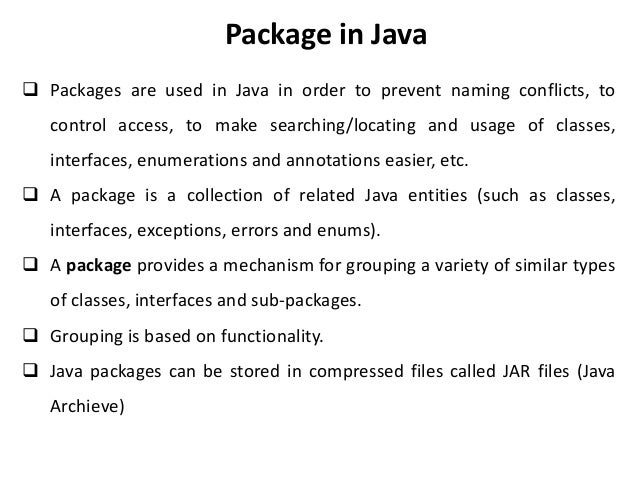 Package in Java
❑ Packages are used in Java in order to prevent naming conflicts, to
control access, to make searching/locating and usage of classes,
interfaces, enumerations and annotations easier, etc.
❑ A package is a collection of related Java entities (such as classes,
interfaces, exceptions, errors and enums).
❑ A package provides a mechanism for grouping a variety of similar types
of classes, interfaces and sub-packages.
❑ Grouping is based on functionality.
❑ Java packages can be stored in compressed files called JAR files (Java
Archieve)